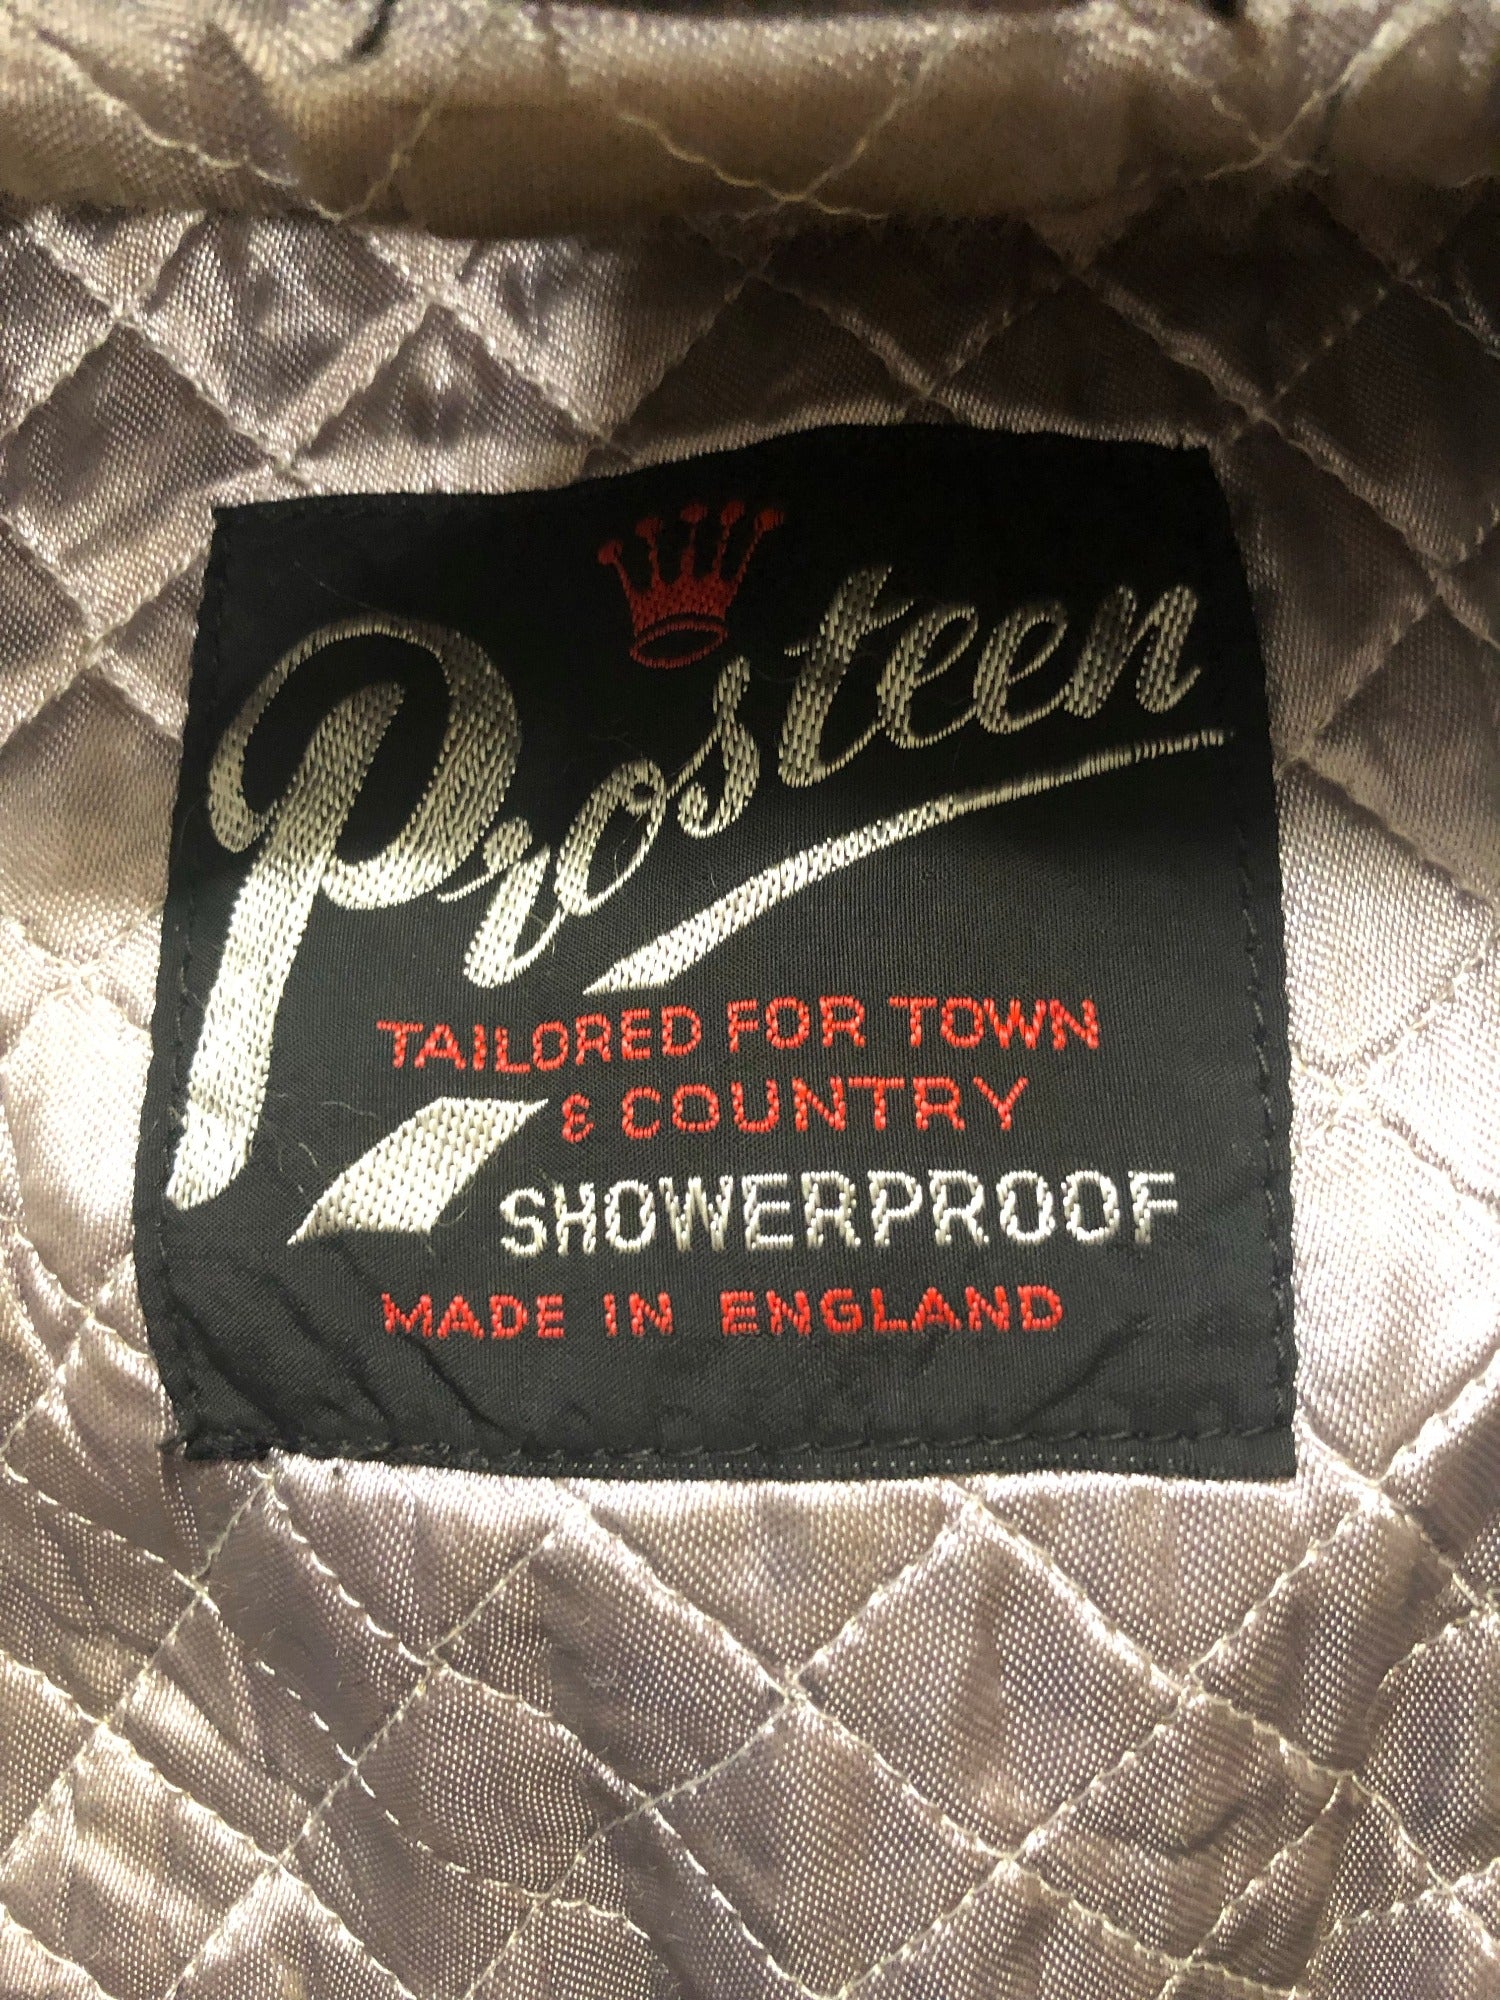 Prosteen
TAILORED FOR TOWN
& COUNTRY
SHOWERPROOF
MADE IN ENGLAND